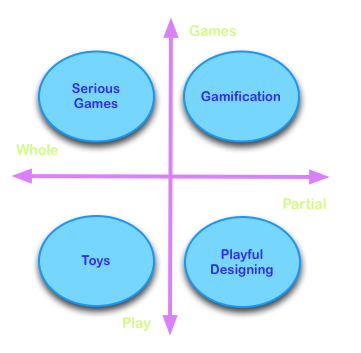 Games
Serious
Games
Gamification
Whole
Partial
Toys
Playful
Designing
Play